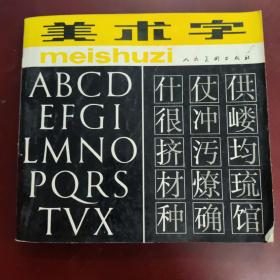 美术字
meishuzi
人民美术出版社
ABCD
EFGI
LMNO
PQRS
TVX
什仗供
很冲嵝
挤污均
材燎琉
种确馆